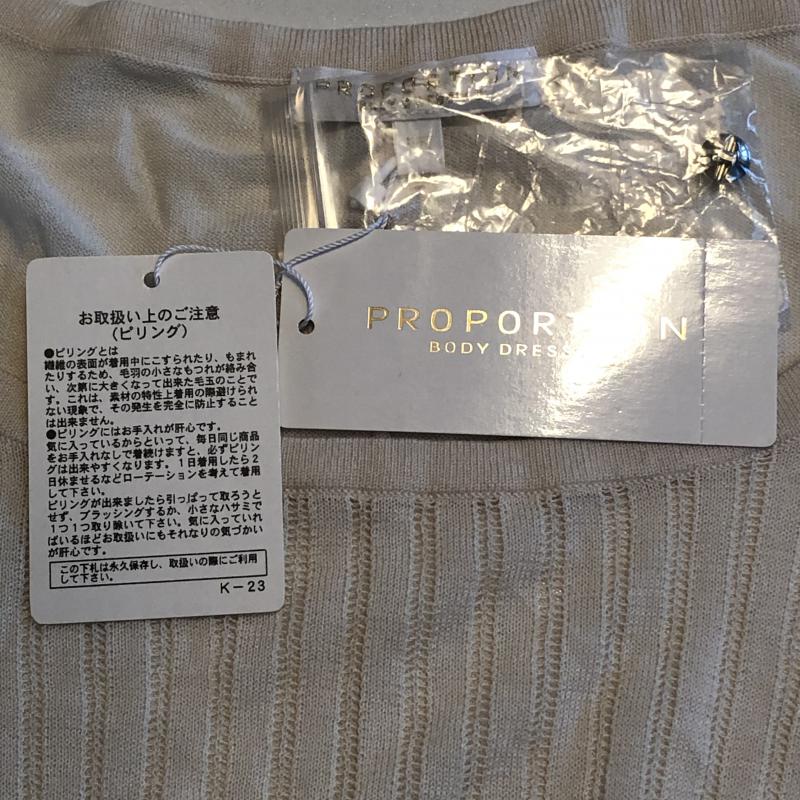 PROPORTION
お取扱い上のご注意
(ピリング)
●ピリングとは
繊維の表面が着用中にこすられたり、もまれ
たりするため、毛羽の小さなもつれが絡み合
い、次第に大きくなって出来た毛玉のことで
す。これは、素材の特性上着用の際避けられ
ない現象で、その発生を完全に防止すること
は出来ません。
●ピリングにはお手入れが肝心です。
気に入っているからといって、毎日同じ商品
をお手入れなしで着続けますと、必ずピリン
グは出来やすくなります。1日着用したら2
日休ませるなどローテーションを考えて着用
して下さい。
ピリングが出来ましたら引っぱって取ろうと
せず、ブラッシングするか、小さなハサミで
1つ1つ取り除いて下さい。気に入っていれ
ばいるほどお取扱いにもそれなりの気づかい
が肝心です。
この下札は永久保存し、取扱いの際にご利用
して下さい。
K-23
PROPORTION
BODY DRESS